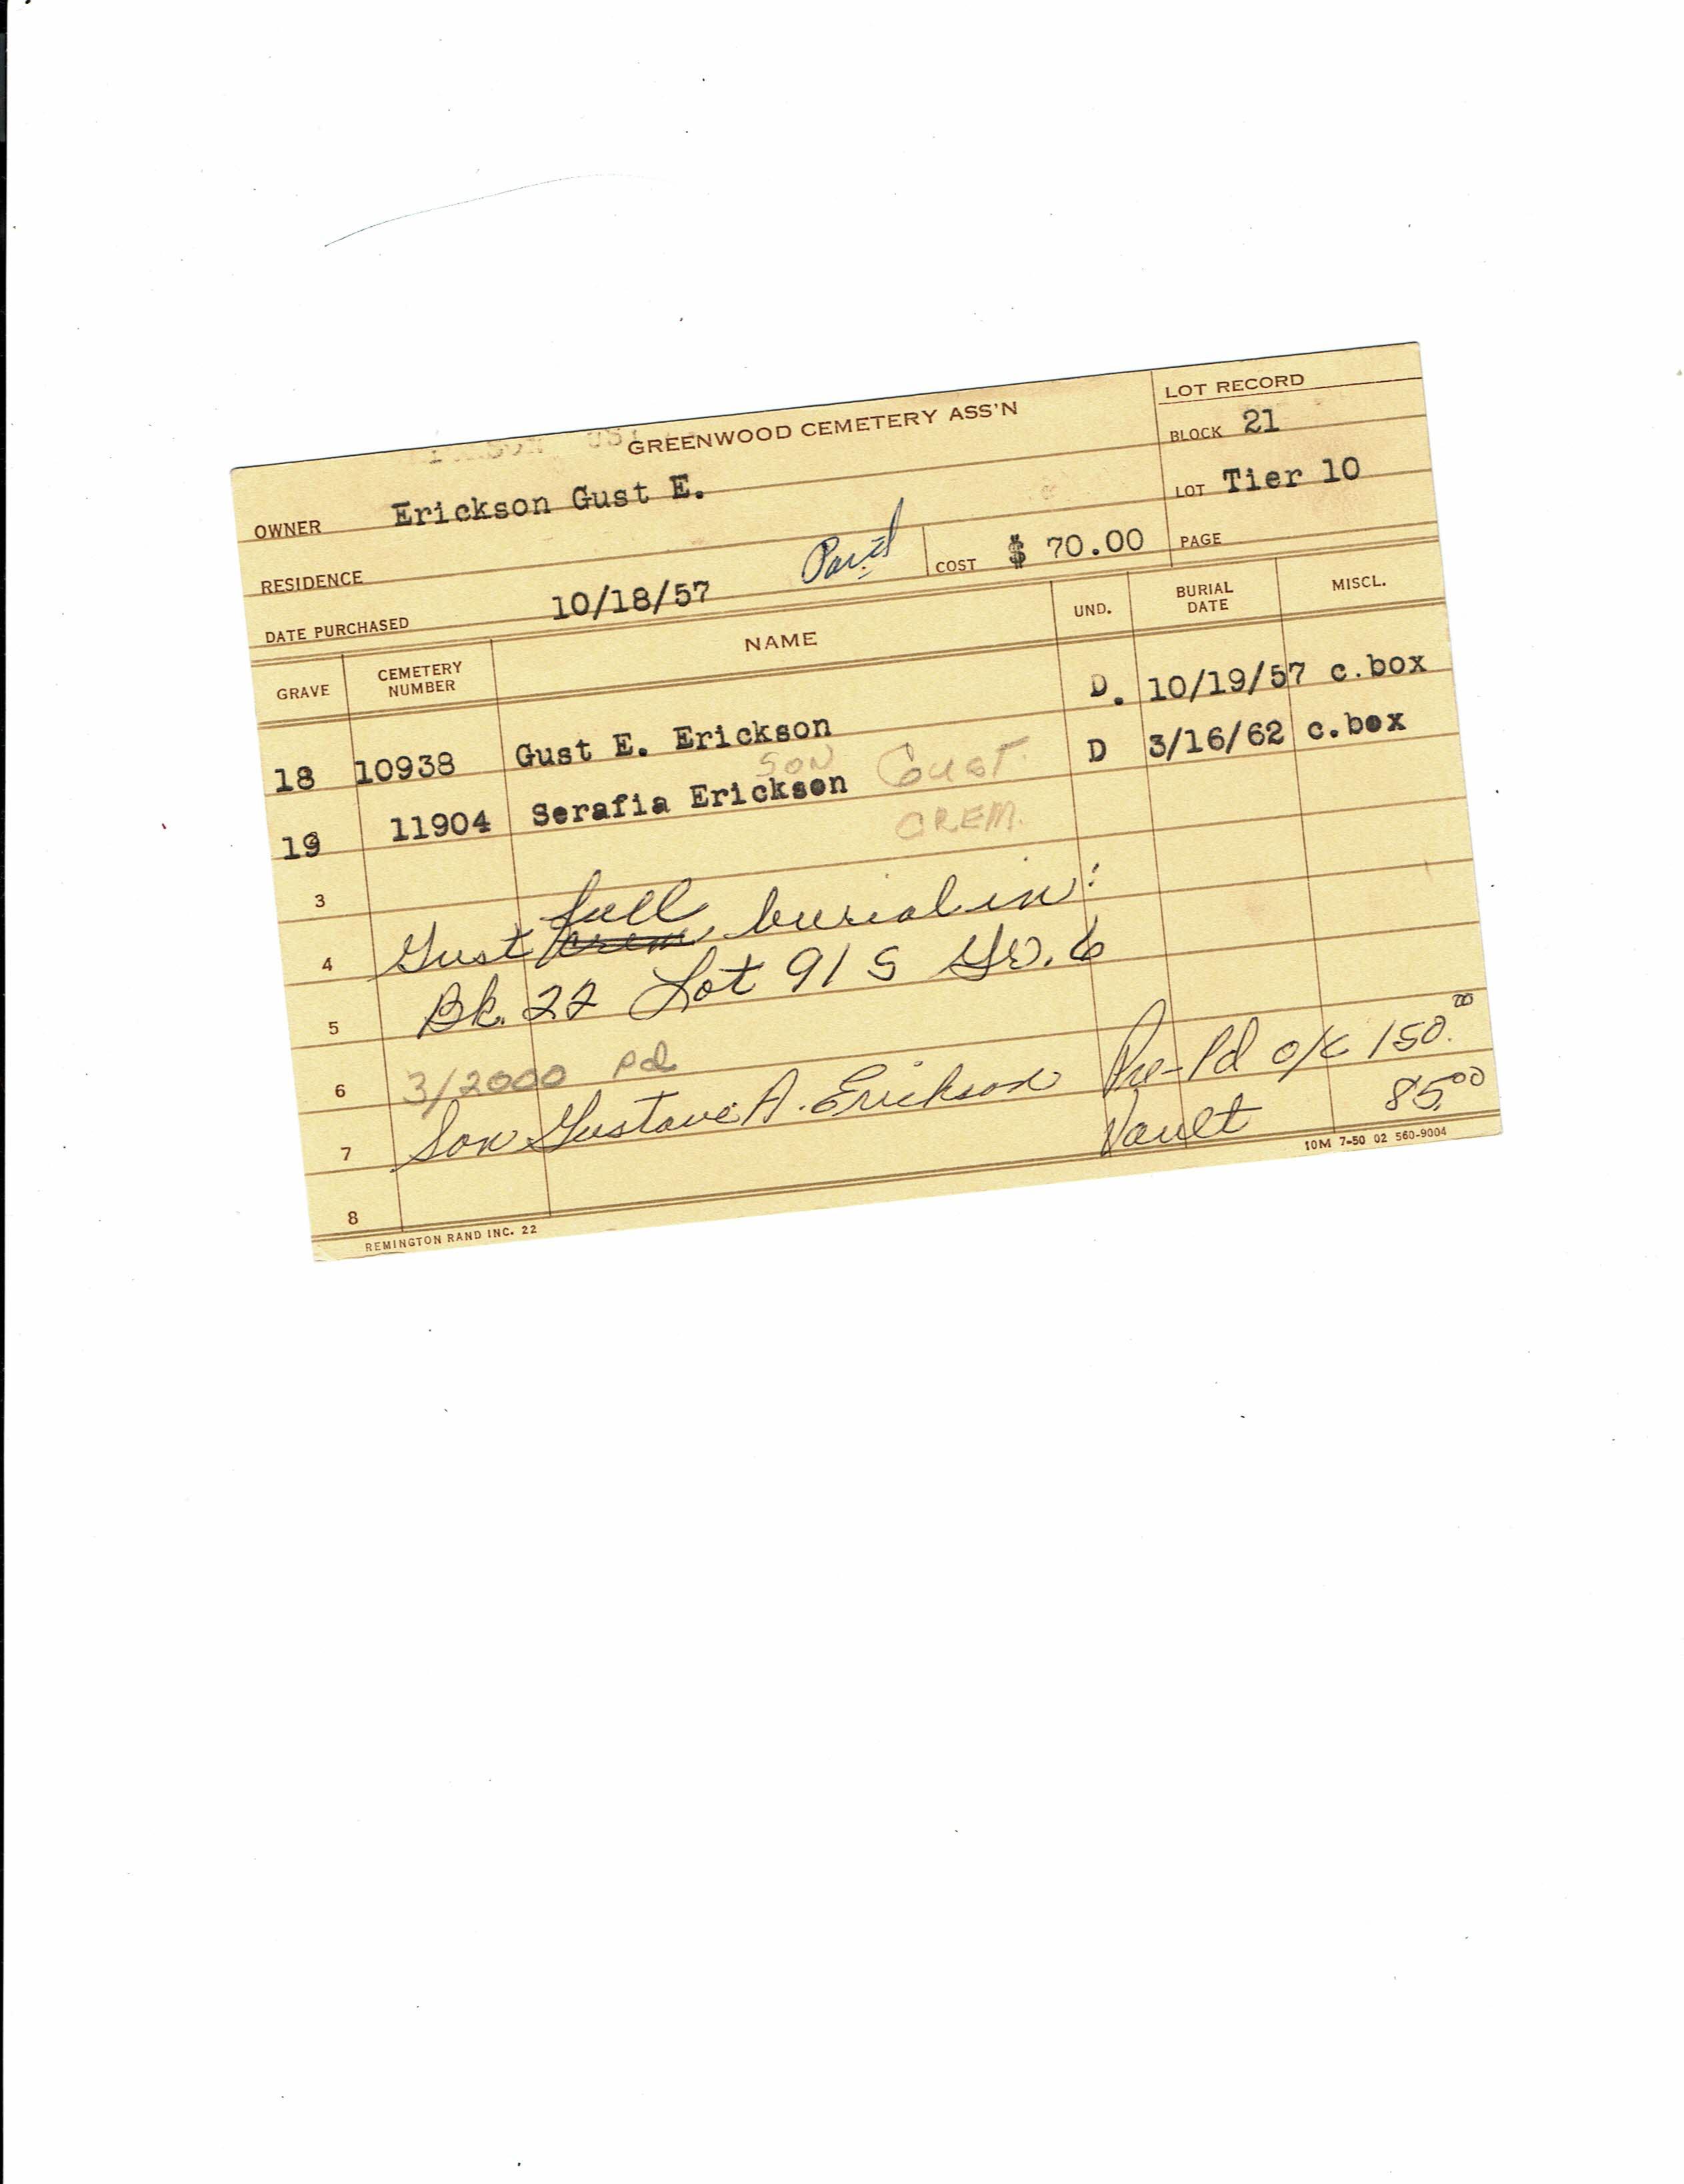 GREENWOOD CEMETERY ASS'N
LOT RECORD
OWNER Erickson Gust E.
BLOCK 21
RESIDENCE
LOT Tier 10
DATE PURCHASED 10/18/57 Paid COST $ 70.00 PAGE
GRAVE CEMETERY NUMBER NAME UND. BURIAL DATE MISCL.
18 10938 Gust E. Erickson D. 10/19/57 c.box
SON Gust
19 11904 Serafia Erickson D 3/16/62 c.box
CREM.
3
full
4 Gust crem, burial in:
5 Bk. 22 Lot 91 S Gr. 6
6 3/2000 pd
7 Son Gustave A. Erickson Pre-Pd o/c 150.00
Vault 85.00
8
REMINGTON RAND INC. 22
10M 7-50 02 560-9004